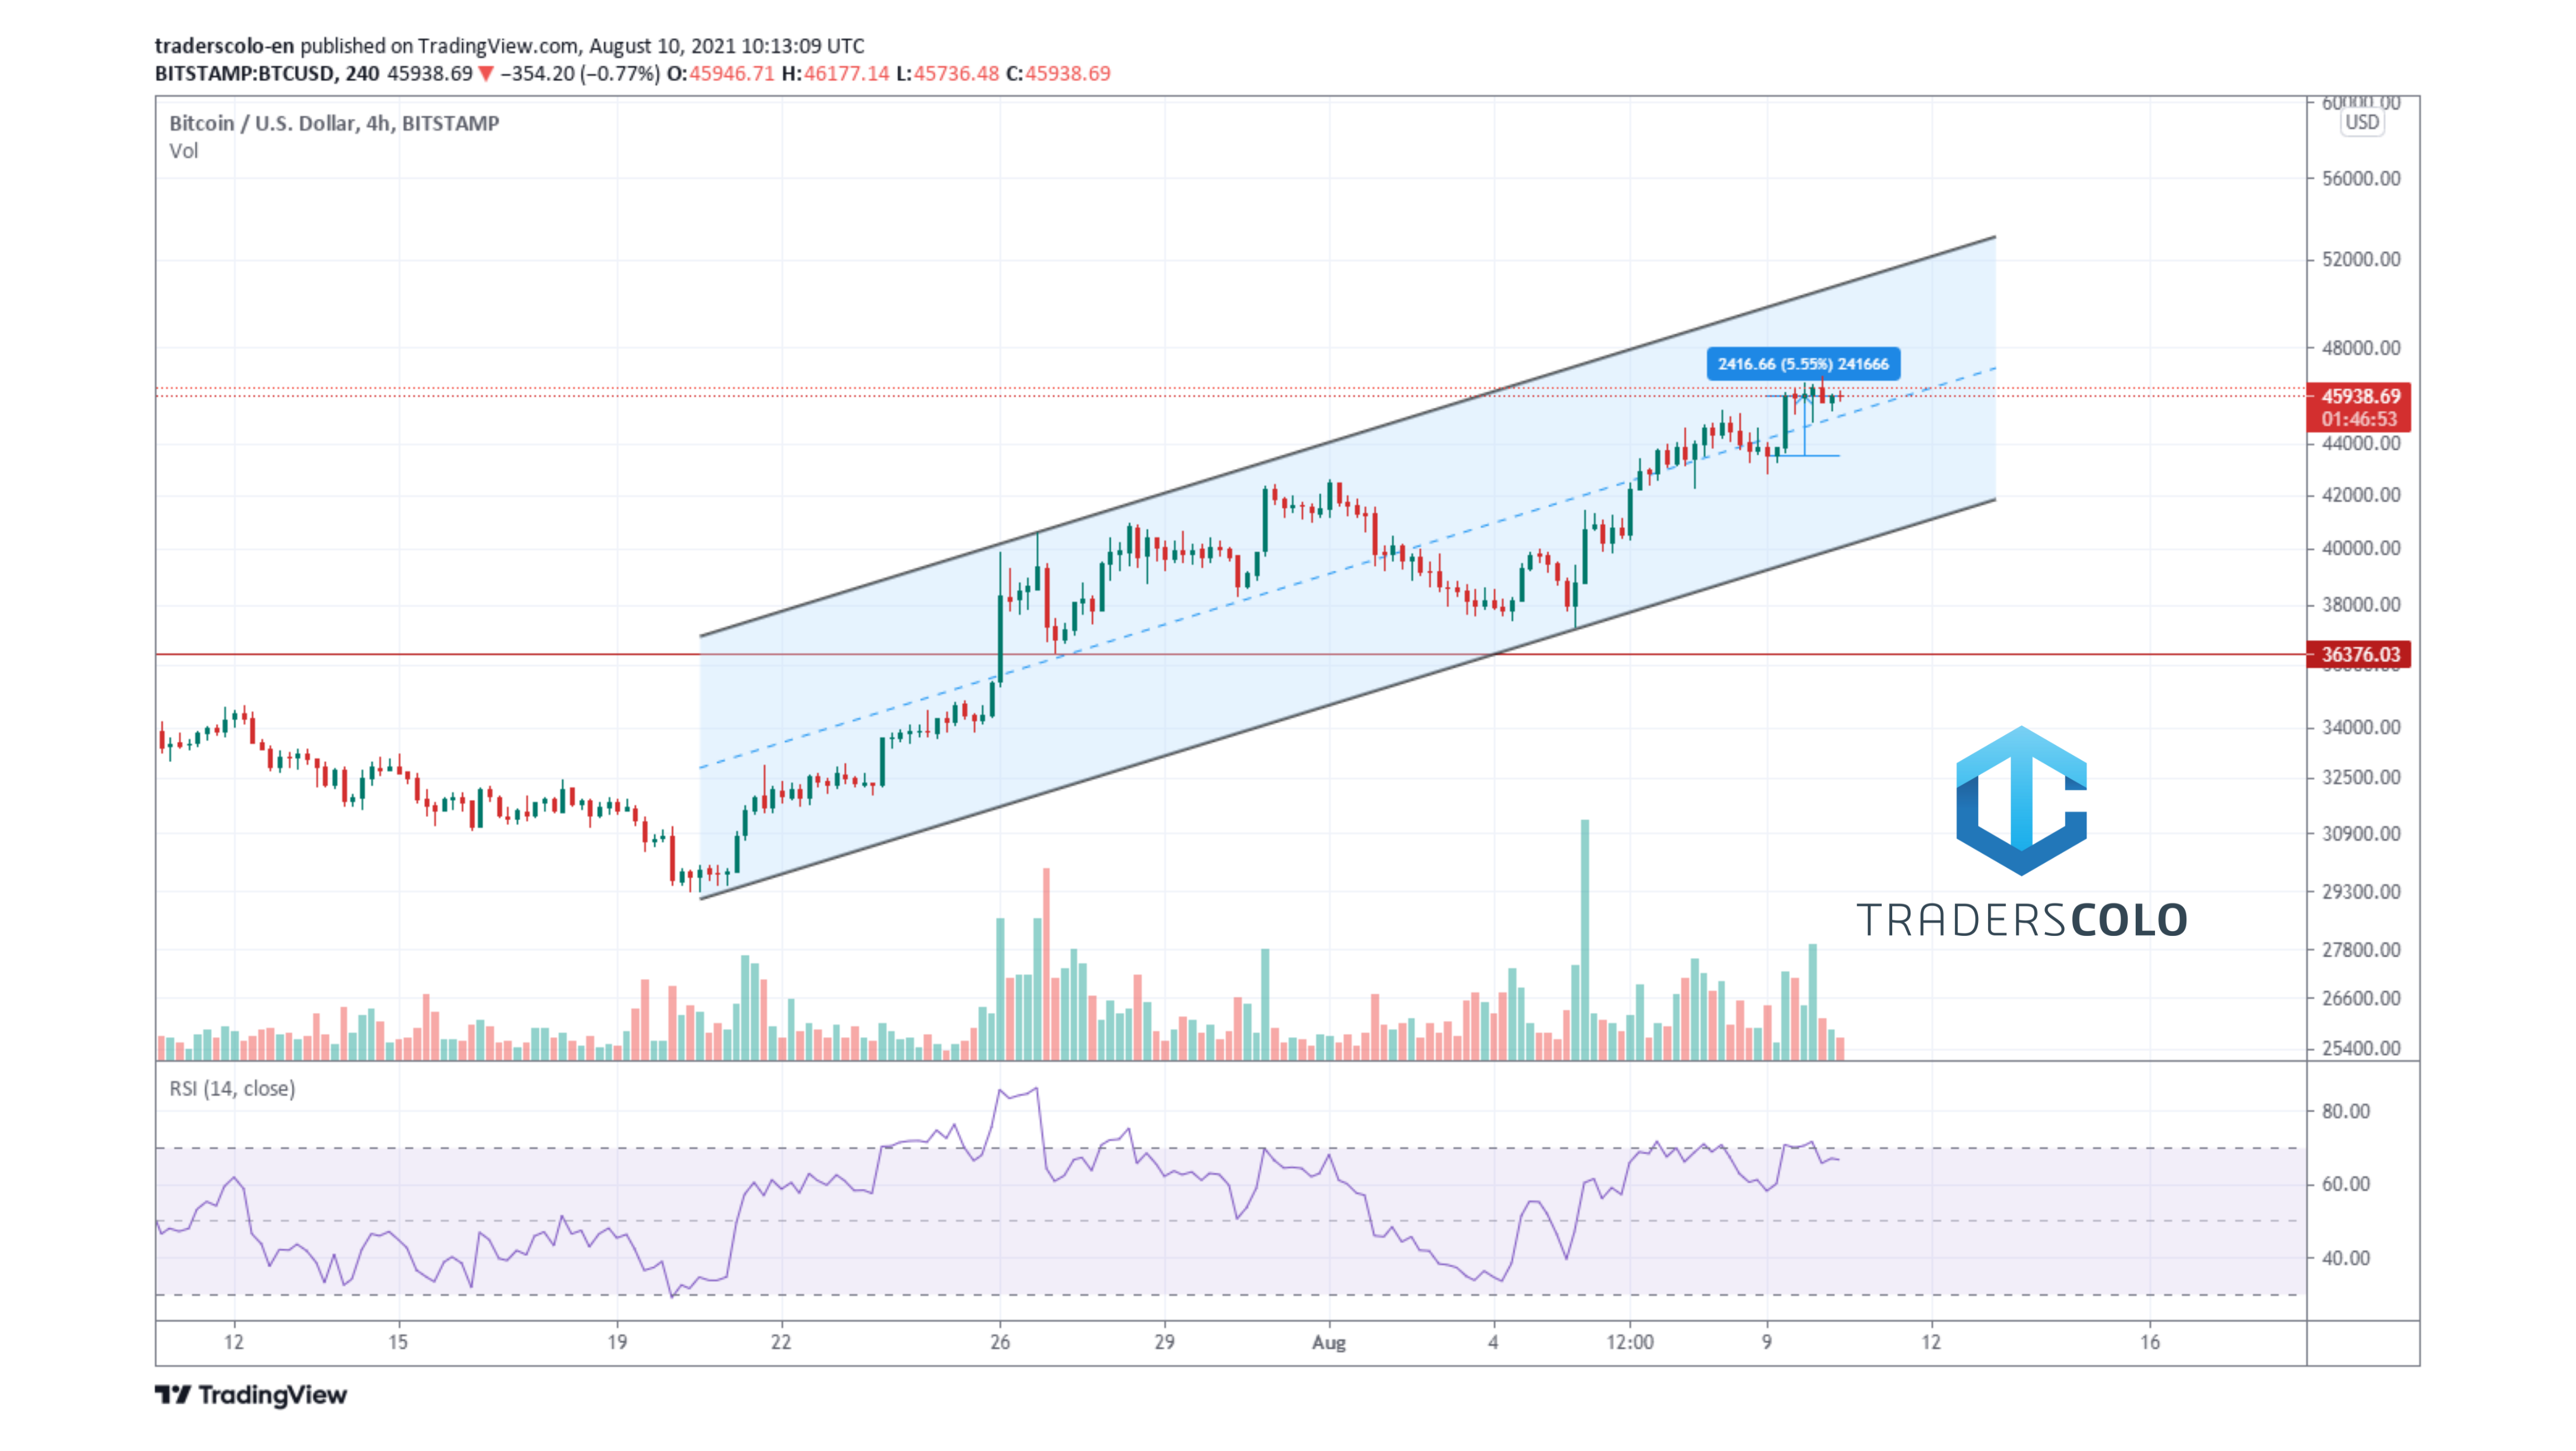 traderscolo-en published on TradingView.com, August 10, 2021 10:13:09 UTC
BITSTAMP:BTCUSD, 240 45938.69 ▼ −354.20 (−0.77%) O:45946.71 H:46177.14 L:45736.48 C:45938.69
Bitcoin / U.S. Dollar, 4h, BITSTAMP
Vol
60000.00
USD
56000.00
52000.00
48000.00
2416.66 (5.55%) 241666
45938.69
01:46:53
44000.00
42000.00
40000.00
38000.00
36376.03
34000.00
32500.00
30900.00
29300.00
TRADERSCOLO
27800.00
26600.00
25400.00
RSI (14, close)
80.00
60.00
40.00
12 15 19 22 26 29 Aug 4 12:00 9 12 16
TradingView